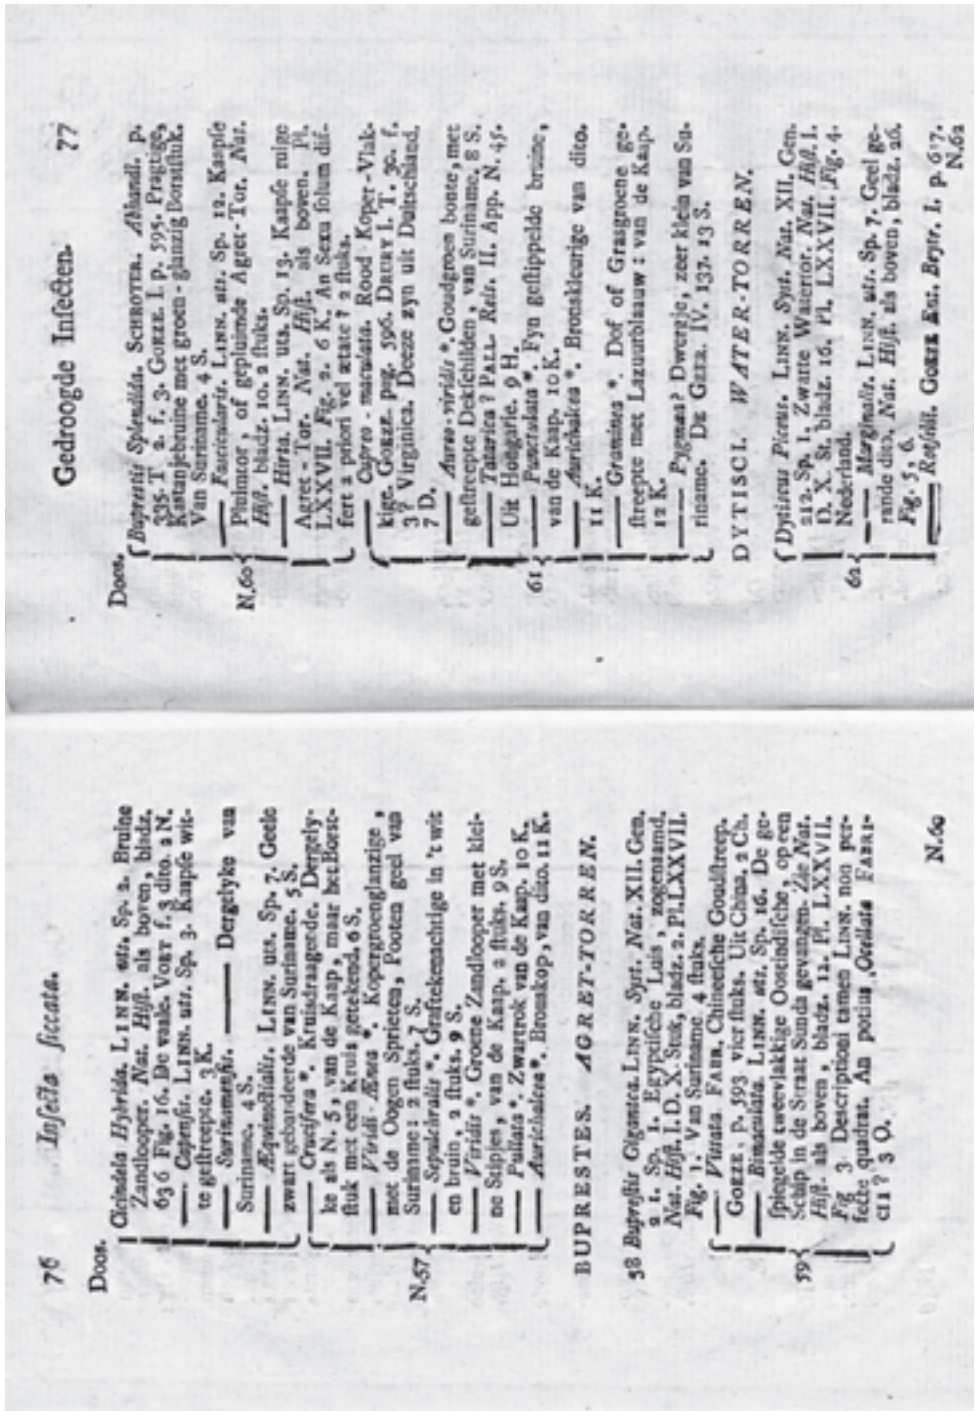 76 Insecta siccata.
Doos.
Cicindela Hybrida. LINN. uts. Sp. 2. Bruine
Zandlooper. Nat. Hist. als boven, bladz.
636 Fig. 16. De waale. VOET f. 3 dito. 2 N.
—— Capensis. LINN. uts. Sp. 3. Kaapse wit-
te gestreepte. 3 K.
—— Surinamensis. —— Dergelyke van
Suriname. 4 S.
—— Æquinoctialis. LINN. uts. Sp. 7. Geele
zwart gebandeerde van Suriname. 5 S.
—— Crucifera *. Kruisdraagende. Dergely-
ke als N. 5, van de Kaap, maar het Borst-
stuk met een Kruis getekend. 6 S.
—— Viridi-Ænea *. Kopergroenglanzige,
met de Oogen Sprieten, Pooten geel van
N.57
Suriname: 2 stuks. 7 S.
—— Sepulchralis *. Graftekenachtige in 't wit
en bruin, 2 stuks. 9 S.
—— Viridis *. Groene Zandlooper met klei-
ne Stipjes, van de Kaap. 2 stuks. 9 S.
—— Pullata *. Zwartrok van de Kaap. 10 K.
—— Aurichalcea *. Bronskop, van dito. 11 K.
BUPRESTES. AGRET-TORREN.
58 Buprestis Gigantea. LINN. Syst. Nat. XII. Gen.
21. Sp. 1. Egyptische Luis, zogenaamd,
Nat. Hist. I. D. X. Stuk, bladz. 2. Pl. LXXVII.
Fig. 1. Van Suriname. 4 stuks.
—— Vittata FABR. Chineesche Goudstreep.
GOEZE, p. 593 vier stuks. Uit China. 2 Ch.
—— Bimaculata. LINN. uts. Sp. 16. De ge-
spiegelde tweevlakkige Oostindische, op een
59
Schip in de Straat Sunda gevangen. Zie Nat.
Hist. als boven, bladz. 12. Pl. LXXVII.
Fig 3. Descriptioni tamen LINN. non per-
fecte quadrat. An potius Ocellata FABRI-
CII? 3 O.
N.60
Gedroogde Insecten. 77
Doos.
Buprestis Splendida. SCHROTER. Abhandl. p.
335. T 2. f. 3. GOEZE. I. p. 595. Pragtige,
Kastanjebruine met groen-glanzig Borststuk.
Van Suriname. 4 S.
—— Fascicularis. LINN. uts. Sp. 12. Kaapse
N.60
Pluimtor, of gepluimde Agret-Tor. Nat.
Hist. bladz. 10. 2 stuks.
—— Hirta. LINN. uts. Sp. 13. Kaapse ruige
Agret-Tor. Nat. Hist. als boven. Pl.
LXXVII. Fig. 2. 6 K. An Sexu solum dif-
fert a priori vel ætate? 2 stuks.
—— Cupreo-maculata. Rood Koper-Vlak-
kige. GOEZE. pag. 596. DRURY I. T. 30. f.
3? Virginica. Deeze zyn uit Duitschland.
7 D.
—— Aureo-viridis *. Goudgroen bonte, met
gestreepte Dekschilden, van Suriname. 8 S.
—— Tatarica? PALL. Reis. II. App. N. 45.
Uit Hongarie. 9 H.
61
—— Punctulata *. Fyn gestippelde bruine,
van de Kaap. 10 K.
—— Aurichalcea *. Bronskleurige van dito.
11 K.
—— Graminea *. Dof of Graagroene ge-
streepte met Lazuurblaauw: van de Kaap.
12 K.
—— Pygmæa? Dwergje, zeer klein van Su-
riname. DE GEER. IV. 137. 13 S.
DYTISCI. WATER-TORREN.
Dytiscus Piceus. LINN. Syst. Nat. XII. Gen.
212. Sp. 1. Zwarte Watertor. Nat. Hist. I.
D. X. St. bladz. 16. Pl. LXXVII. Fig. 4.
Nederland.
62
—— Marginalis. LINN. uts. Sp. 7. Geel ge-
rande dito, Nat. Hist. als boven, bladz. 26.
Fig. 5, 6.
—— Roeselii. GOEZE Ent. Beytr. I. p. 617.
N.62